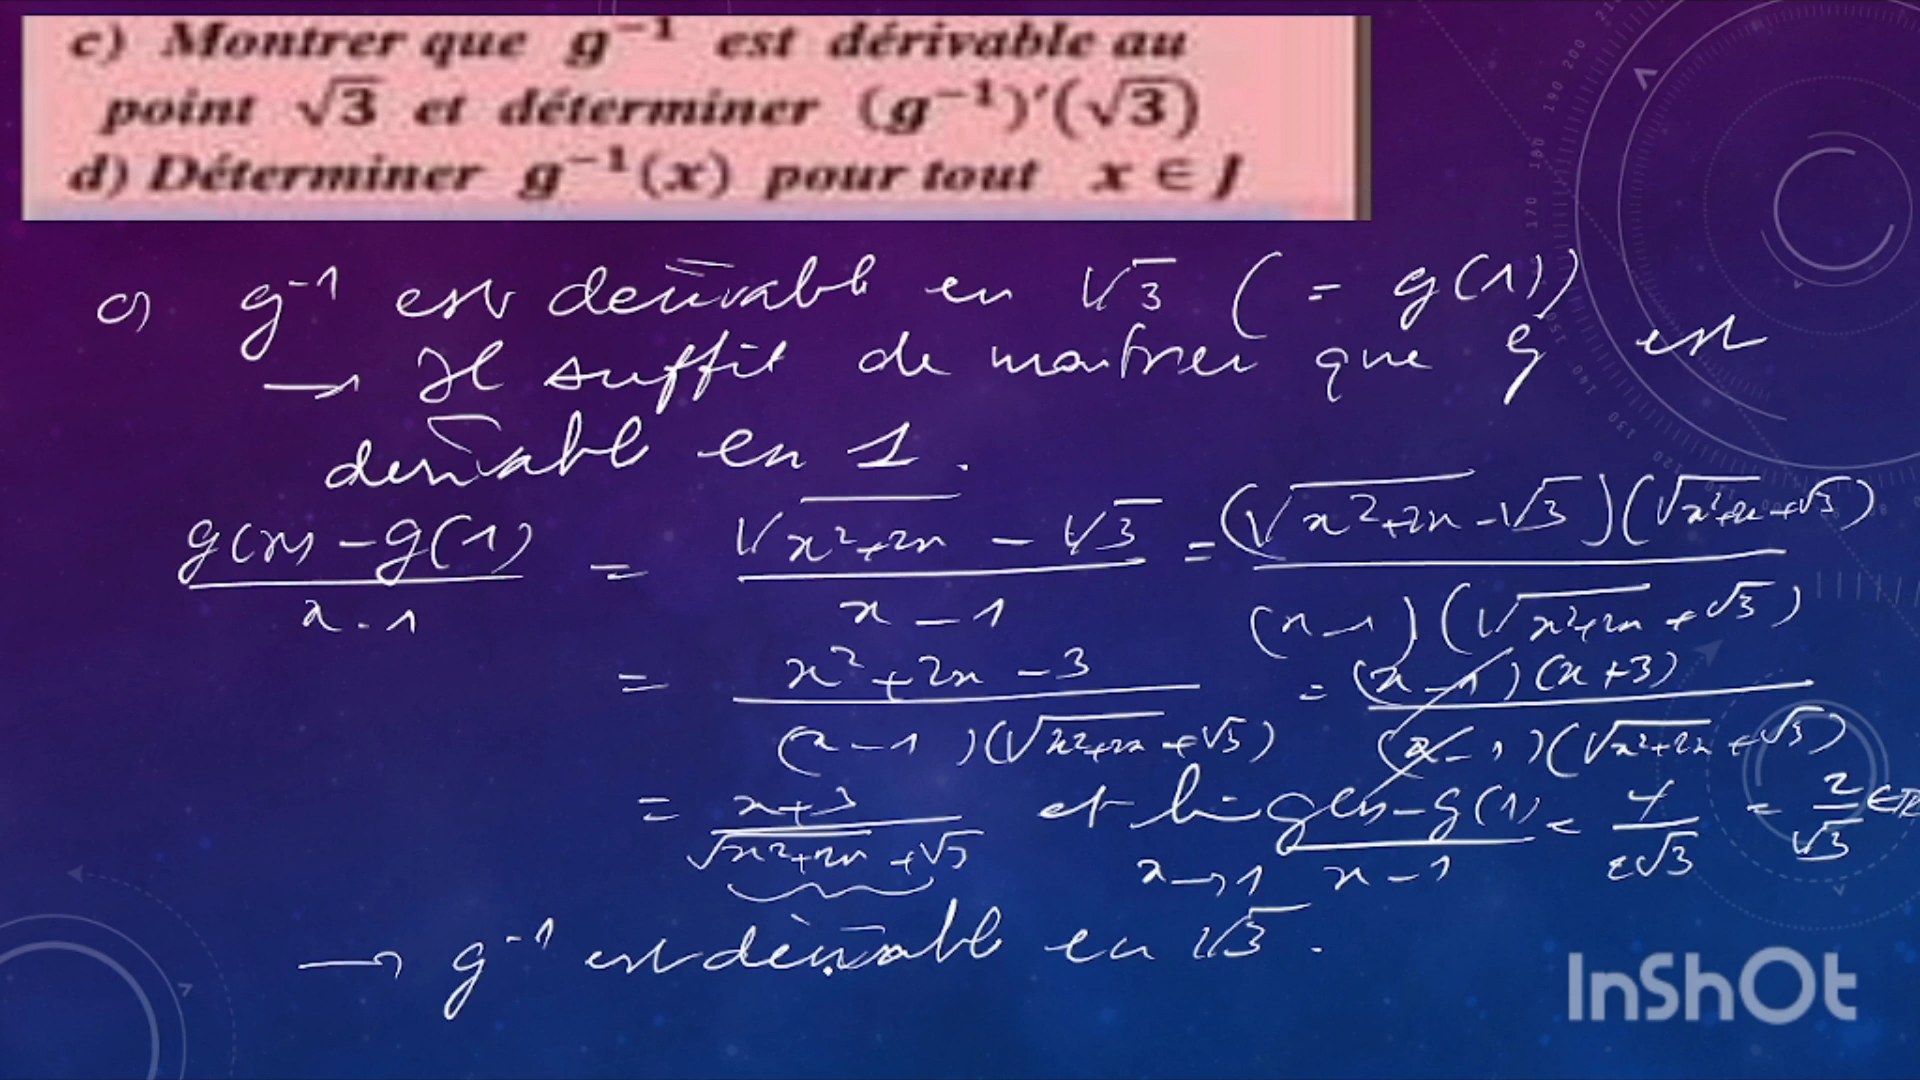 c) Montrer que g⁻¹ est dérivable au
point √3 et déterminer (g⁻¹)′(√3)
d) Déterminer g⁻¹(x) pour tout x ∈ J
c) g⁻¹ est dérivable en √3 (= g(1))
→ Il suffit de montrer que g est
dérivable en 1.
(g(x) - g(1))/(x - 1) = (√(x²+2x) - √3)/(x - 1) = ((√(x²+2x) - √3)(√(x²+2x) + √3))/((x-1)(√(x²+2x) + √3))
= (x²+2x-3)/((x-1)(√(x²+2x) + √3)) = ((x-1)(x+3))/((x-1)(√(x²+2x) + √3))
= (x+3)/(√(x²+2x) + √3) et lim x→1 (g(x)-g(1))/(x-1) = 4/(2√3) = 2/√3 ∈ ℝ
→ g⁻¹ est dérivable en √3.
InShOt